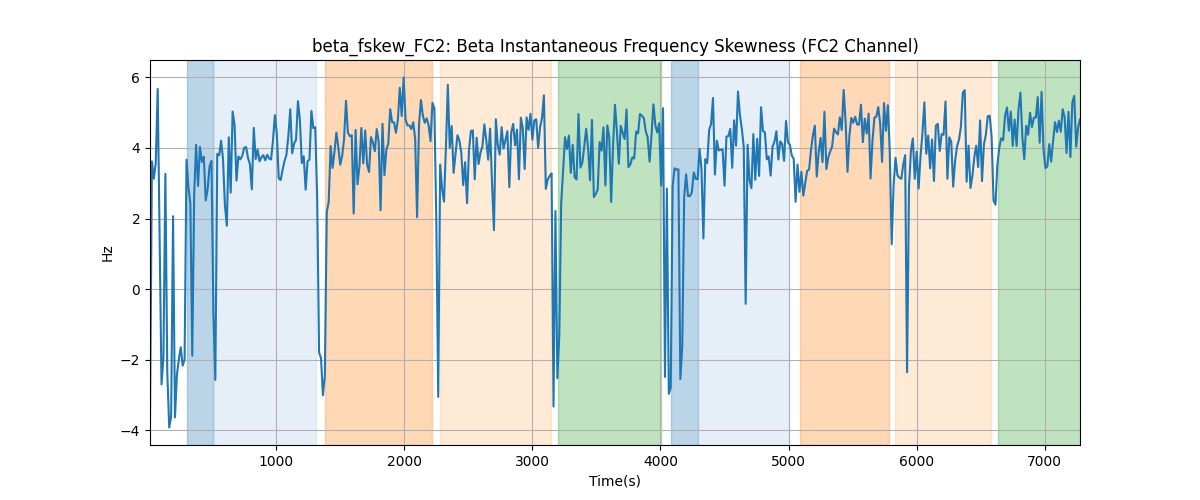 beta_fskew_FC2: Beta Instantaneous Frequency Skewness (FC2 Channel)
6
4
2
0
−2
−4
Hz
1000 2000 3000 4000 5000 6000 7000
Time(s)